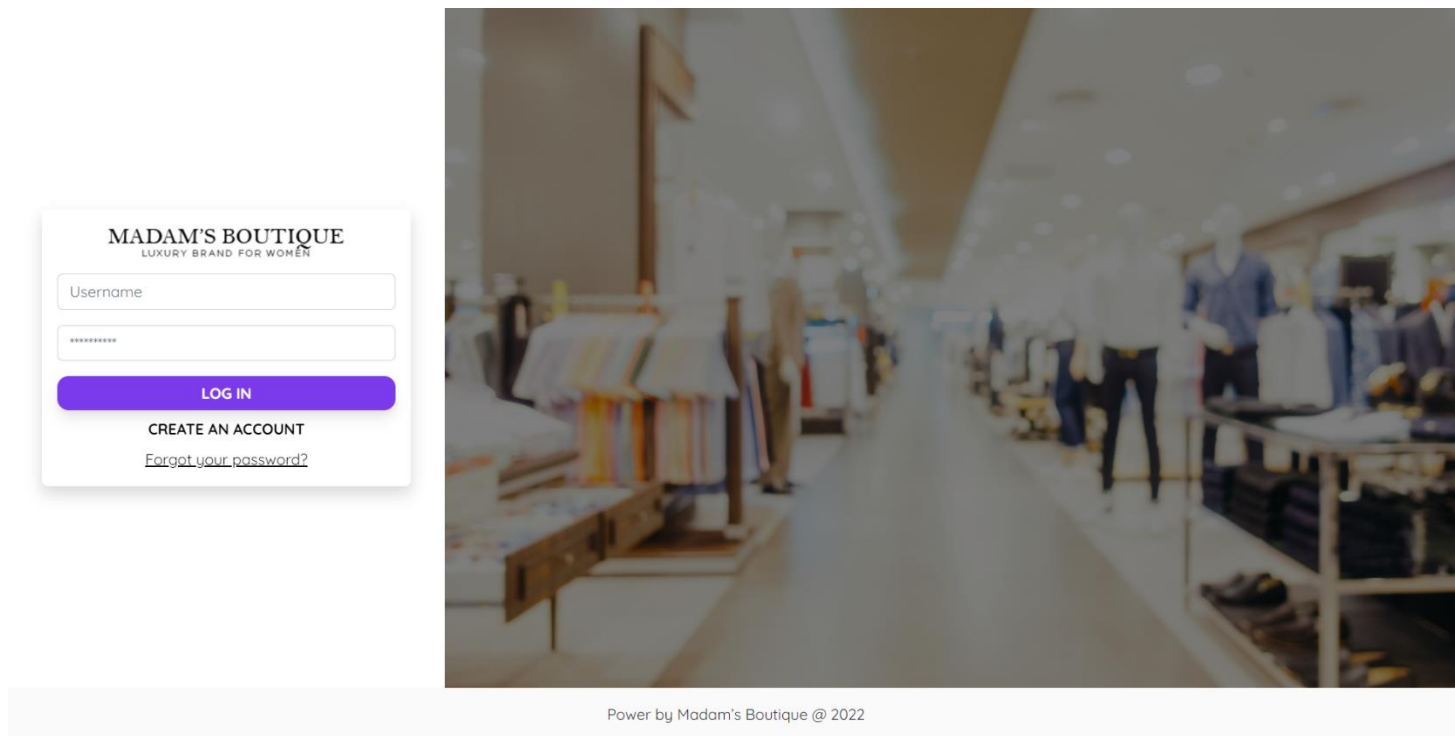 MADAM'S BOUTIQUE
LUXURY BRAND FOR WOMEN
Username
**********
LOG IN
CREATE AN ACCOUNT
Forgot your password?
Power by Madam's Boutique @ 2022